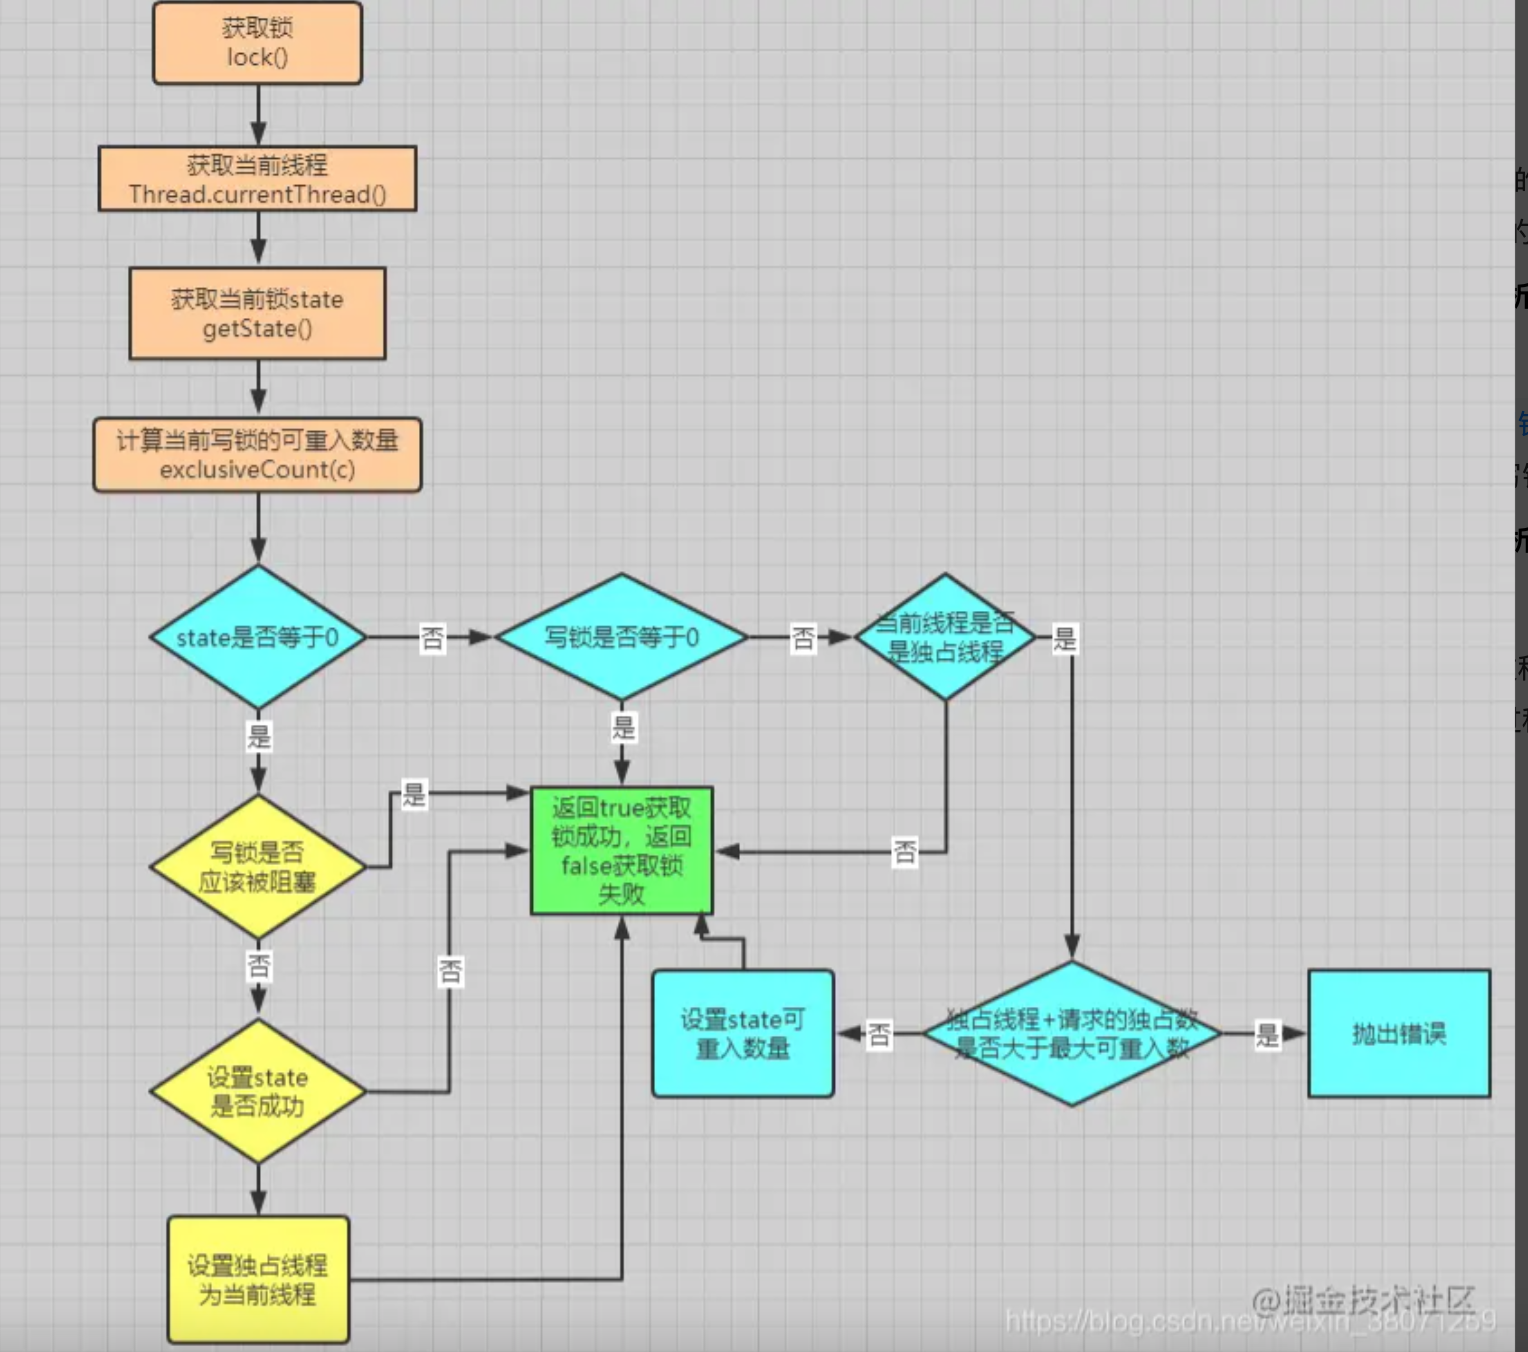 获取锁
lock()
获取当前线程
Thread.currentThread()
获取当前锁state
getState()
计算当前写锁的可重入数量
exclusiveCount(c)
state是否等于0
否
写锁是否等于0
否
当前线程是否
是独占线程
是
是
是
写锁是否
应该被阻塞
是
返回true获取
锁成功，返回
false获取锁
失败
否
否
否
设置state
是否成功
设置state可
重入数量
否
独占线程+请求的独占数
是否大于最大可重入数
是
抛出错误
设置独占线程
为当前线程
@掘金技术社区
https://blog.csdn.net/weixin_38071259